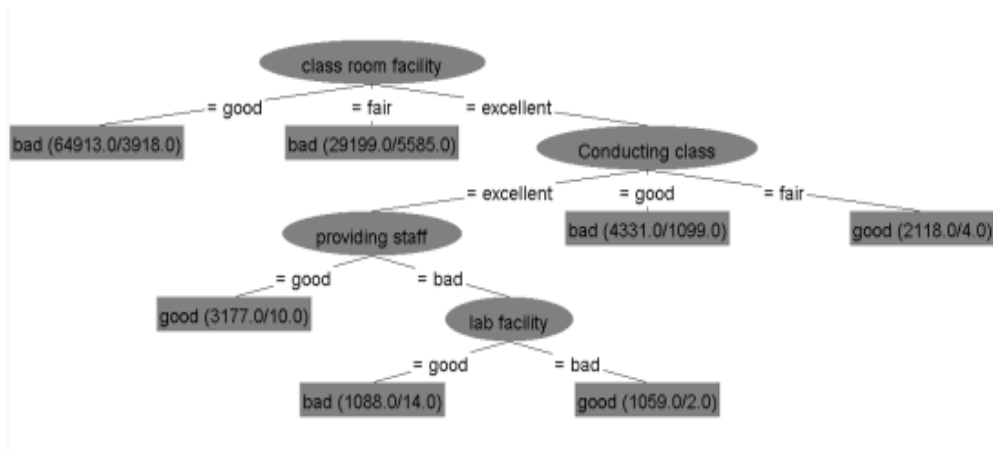 class room facility
= good
= fair
= excellent
bad (64913.0/3918.0)
bad (29199.0/5585.0)
Conducting class
= excellent
= good
= fair
providing staff
bad (4331.0/1099.0)
good (2118.0/4.0)
= good
= bad
good (3177.0/10.0)
lab facility
= good
= bad
bad (1088.0/14.0)
good (1059.0/2.0)